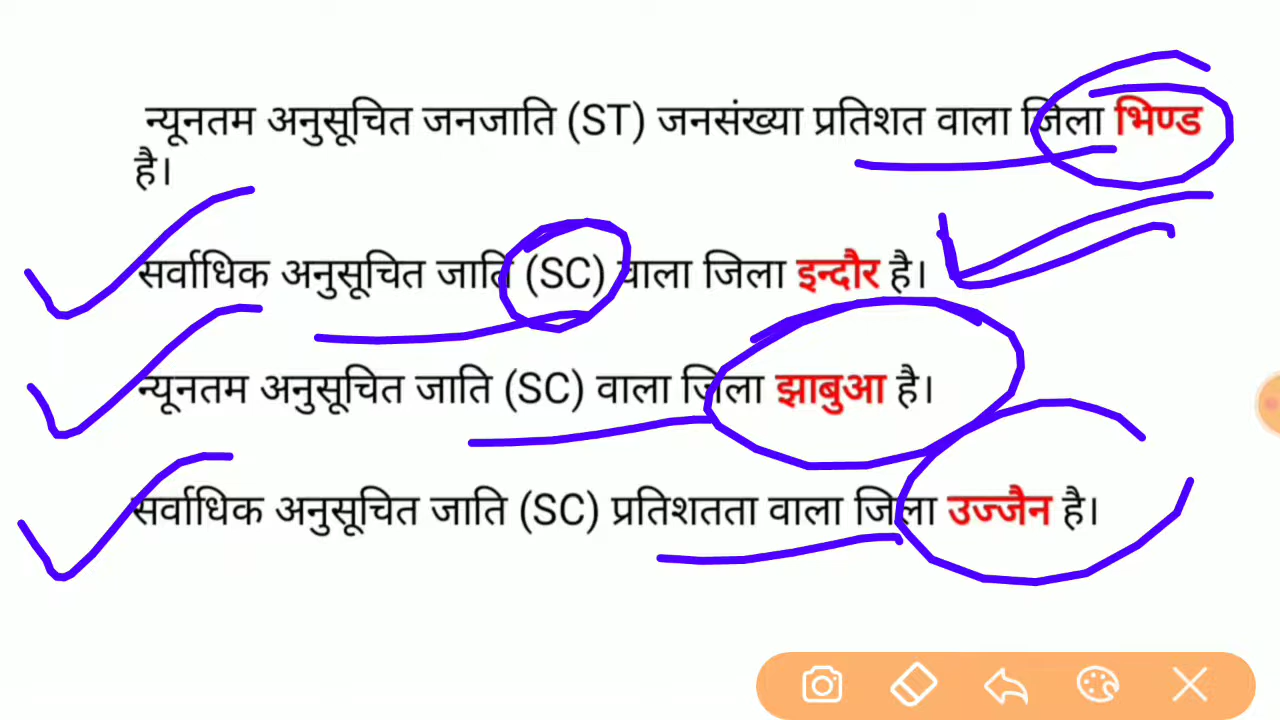 न्यूनतम अनुसूचित जनजाति (ST) जनसंख्या प्रतिशत वाला जिला भिण्ड
है।
सर्वाधिक अनुसूचित जाति (SC) वाला जिला इन्दौर है।
न्यूनतम अनुसूचित जाति (SC) वाला जिला झाबुआ है।
सर्वाधिक अनुसूचित जाति (SC) प्रतिशतता वाला जिला उज्जैन है।